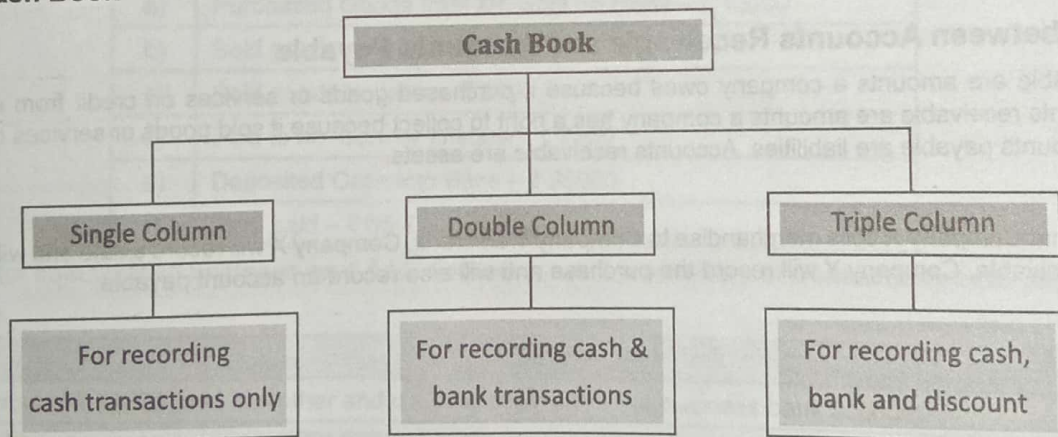 Cash Book
Single Column
Double Column
Triple Column
For recording
cash transactions only
For recording cash &
bank transactions
For recording cash,
bank and discount